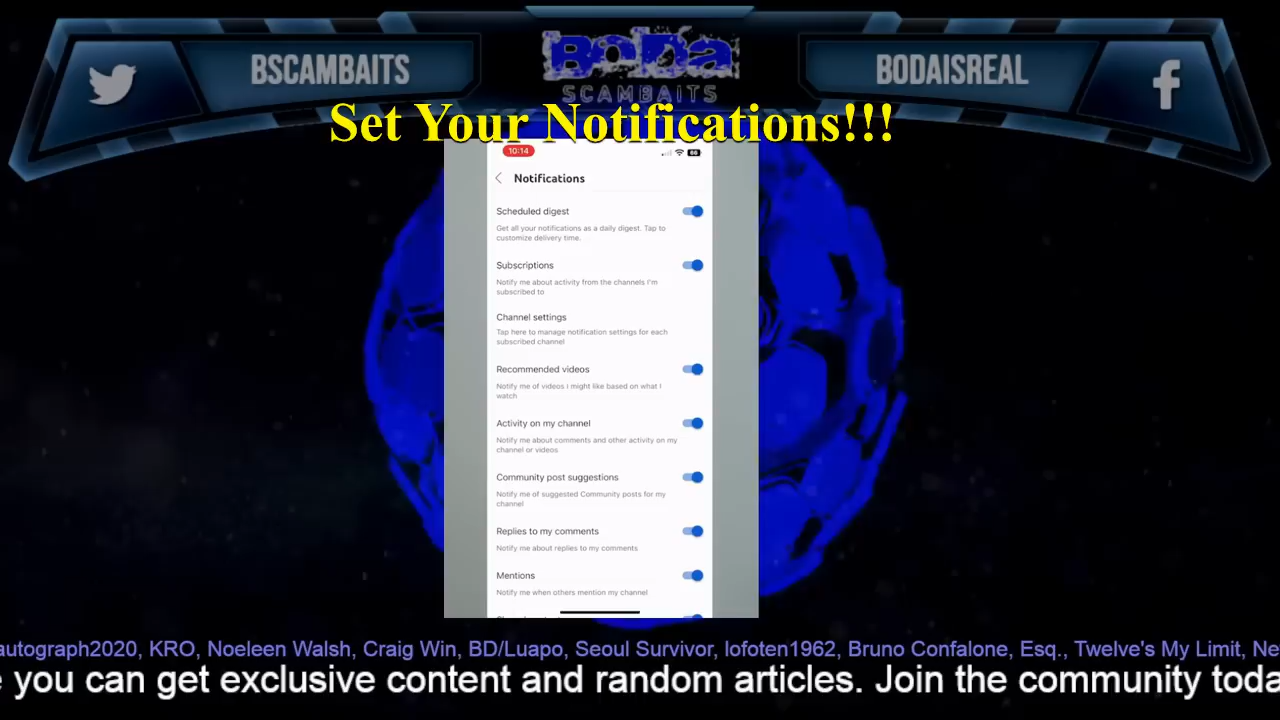 BSCAMBAITS
BoDa
SCAMBAITS
BODAISREAL
Set Your Notifications!!!
10:14
66
Notifications
Scheduled digest
Get all your notifications as a daily digest. Tap to
customize delivery time.
Subscriptions
Notify me about activity from the channels I'm
subscribed to
Channel settings
Tap here to manage notification settings for each
subscribed channel
Recommended videos
Notify me of videos I might like based on what I
watch
Activity on my channel
Notify me about comments and other activity on my
channel or videos
Community post suggestions
Notify me of suggested Community posts for my
channel
Replies to my comments
Notify me about replies to my comments
Mentions
Notify me when others mention my channel
autograph2020, KRO, Noeleen Walsh, Craig Win, BD/Luapo, Seoul Survivor, lofoten1962, Bruno Confalone, Esq., Twelve's My Limit, Ne
e you can get exclusive content and random articles. Join the community toda